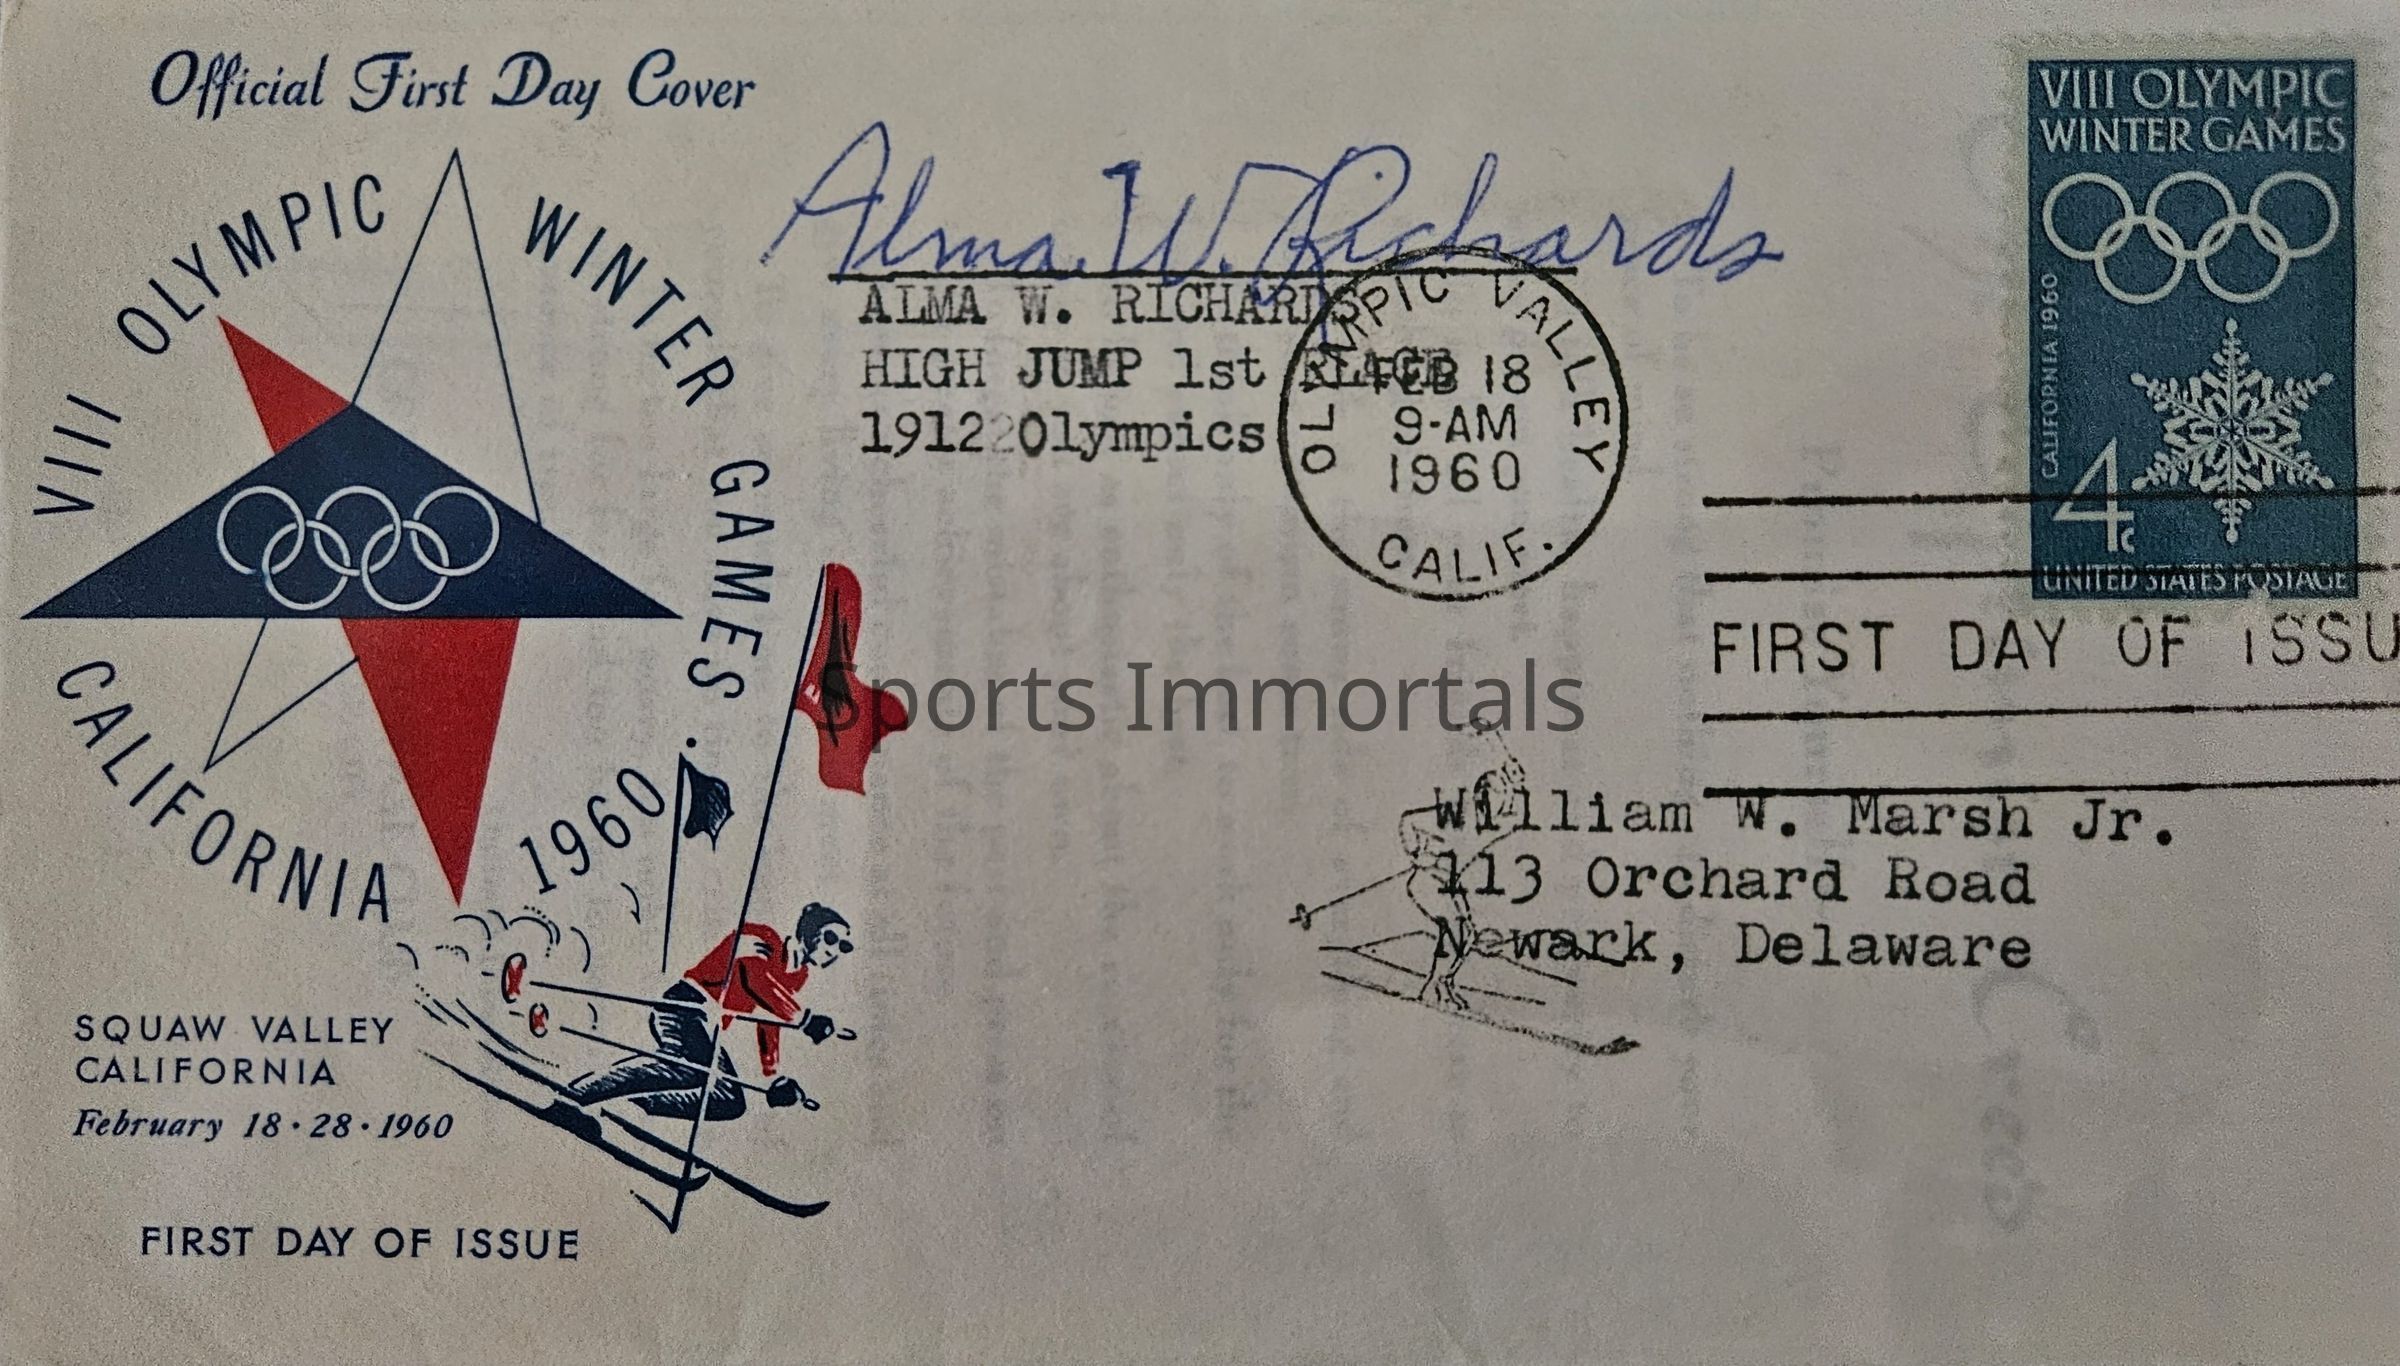 Official First Day Cover
VIII OLYMPIC WINTER GAMES ·
CALIFORNIA 1960
SQUAW VALLEY
CALIFORNIA
February 18 · 28 · 1960
FIRST DAY OF ISSUE
Alma W. Richards
ALMA W. RICHARDS
HIGH JUMP 1st PLACE
1912 Olympics
OLYMPIC VALLEY
FEB 18
9-AM
1960
CALIF.
VIII OLYMPIC
WINTER GAMES
CALIFORNIA 1960
4c
UNITED STATES POSTAGE
FIRST DAY OF ISSU
Sports Immortals
William W. Marsh Jr.
113 Orchard Road
Newark, Delaware